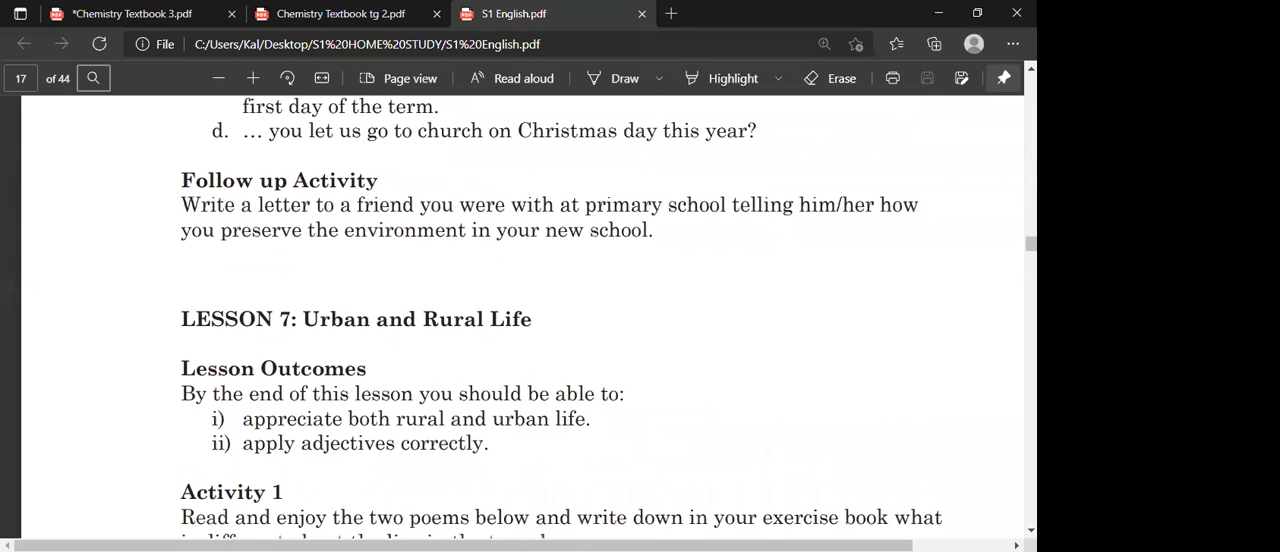 *Chemistry Textbook 3.pdf
Chemistry Textbook tg 2.pdf
S1 English.pdf
File
C:/Users/Kal/Desktop/S1%20HOME%20STUDY/S1%20English.pdf
17 of 44
Page view
Read aloud
Draw
Highlight
Erase
first day of the term.
d. … you let us go to church on Christmas day this year?
Follow up Activity
Write a letter to a friend you were with at primary school telling him/her how
you preserve the environment in your new school.
LESSON 7: Urban and Rural Life
Lesson Outcomes
By the end of this lesson you should be able to:
i) appreciate both rural and urban life.
ii) apply adjectives correctly.
Activity 1
Read and enjoy the two poems below and write down in your exercise book what